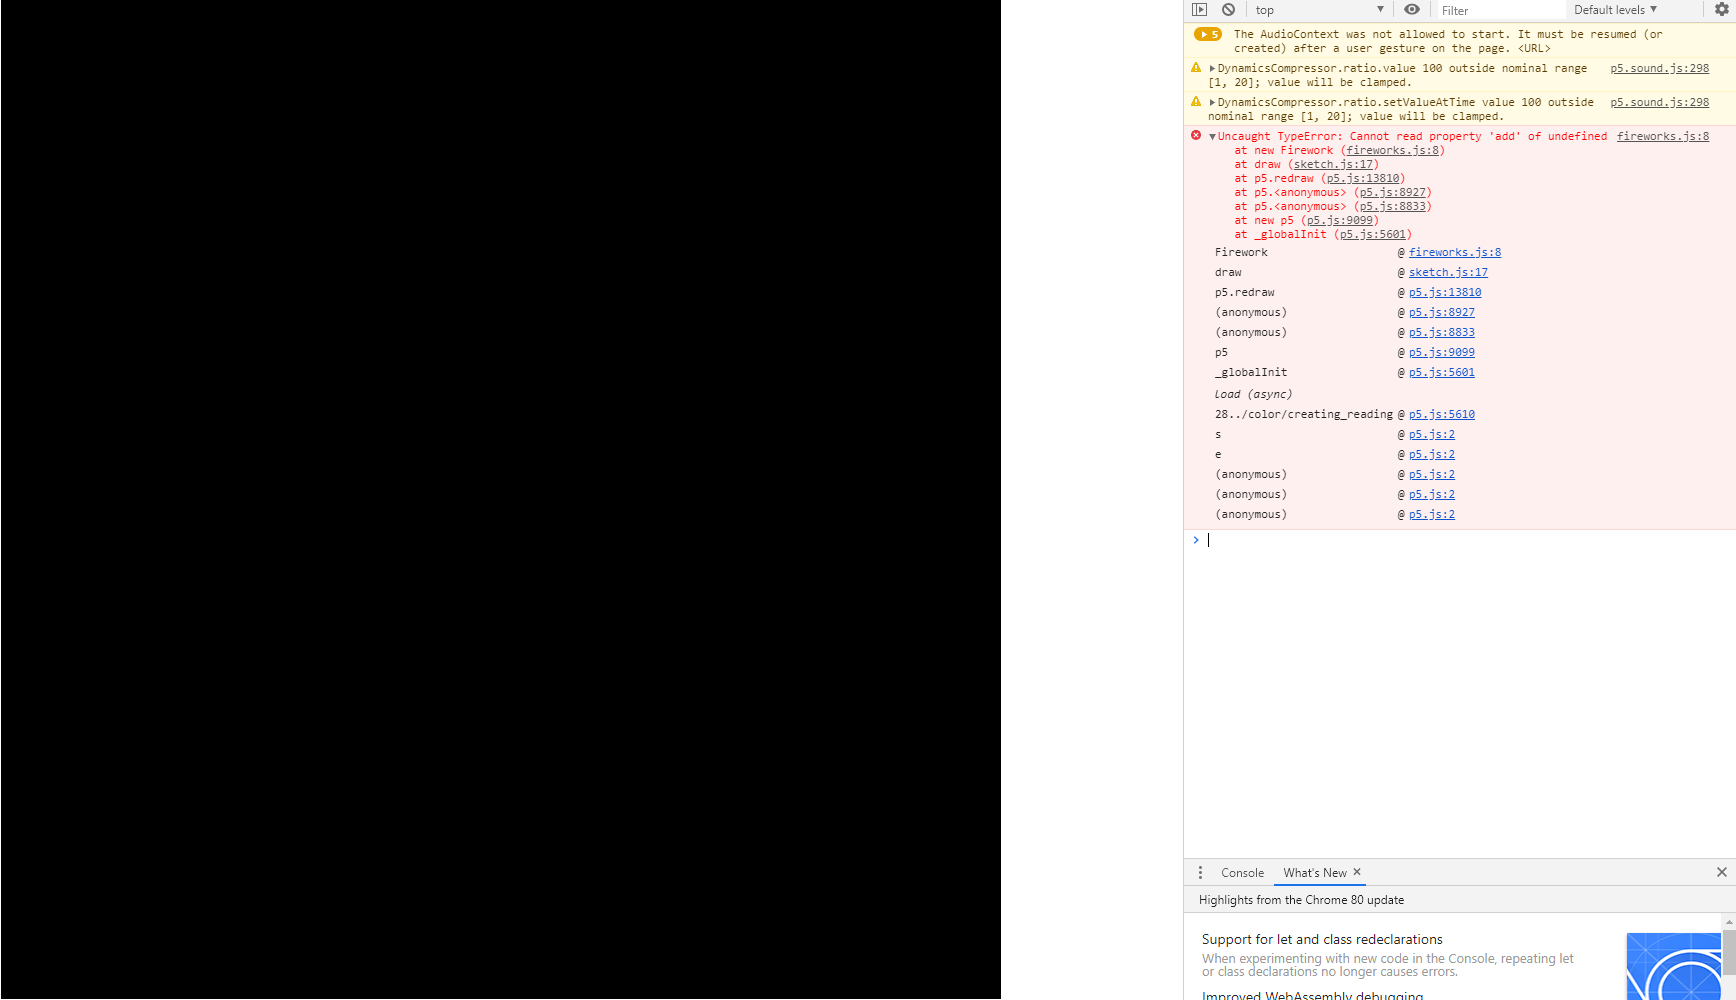 top
Filter
Default levels
5
The AudioContext was not allowed to start. It must be resumed (or
created) after a user gesture on the page. <URL>
DynamicsCompressor.ratio.value 100 outside nominal range p5.sound.js:298
[1, 20]; value will be clamped.
DynamicsCompressor.ratio.setValueAtTime value 100 outside p5.sound.js:298
nominal range [1, 20]; value will be clamped.
Uncaught TypeError: Cannot read property 'add' of undefined fireworks.js:8
at new Firework (fireworks.js:8)
at draw (sketch.js:17)
at p5.redraw (p5.js:13810)
at p5.<anonymous> (p5.js:8927)
at p5.<anonymous> (p5.js:8833)
at new p5 (p5.js:9099)
at _globalInit (p5.js:5601)
Firework @ fireworks.js:8
draw @ sketch.js:17
p5.redraw @ p5.js:13810
(anonymous) @ p5.js:8927
(anonymous) @ p5.js:8833
p5 @ p5.js:9099
_globalInit @ p5.js:5601
load (async)
28../color/creating_reading @ p5.js:5610
s @ p5.js:2
e @ p5.js:2
(anonymous) @ p5.js:2
(anonymous) @ p5.js:2
(anonymous) @ p5.js:2
Console
What's New
Highlights from the Chrome 80 update
Support for let and class redeclarations
When experimenting with new code in the Console, repeating let
or class declarations no longer causes errors.
Improved WebAssembly debugging